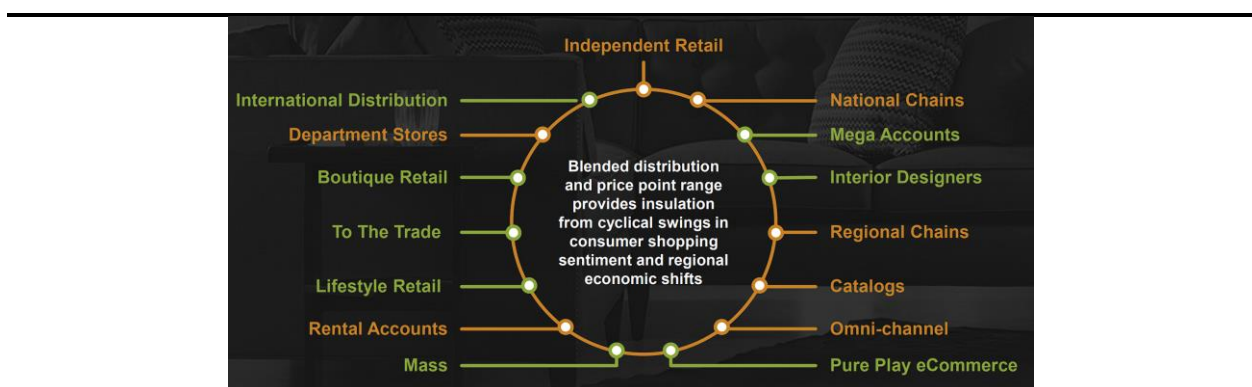 Independent Retail
International Distribution
National Chains
Department Stores
Mega Accounts
Boutique Retail
Interior Designers
To The Trade
Regional Chains
Lifestyle Retail
Catalogs
Rental Accounts
Omni-channel
Mass
Pure Play eCommerce
Blended distribution
and price point range
provides insulation
from cyclical swings in
consumer shopping
sentiment and regional
economic shifts